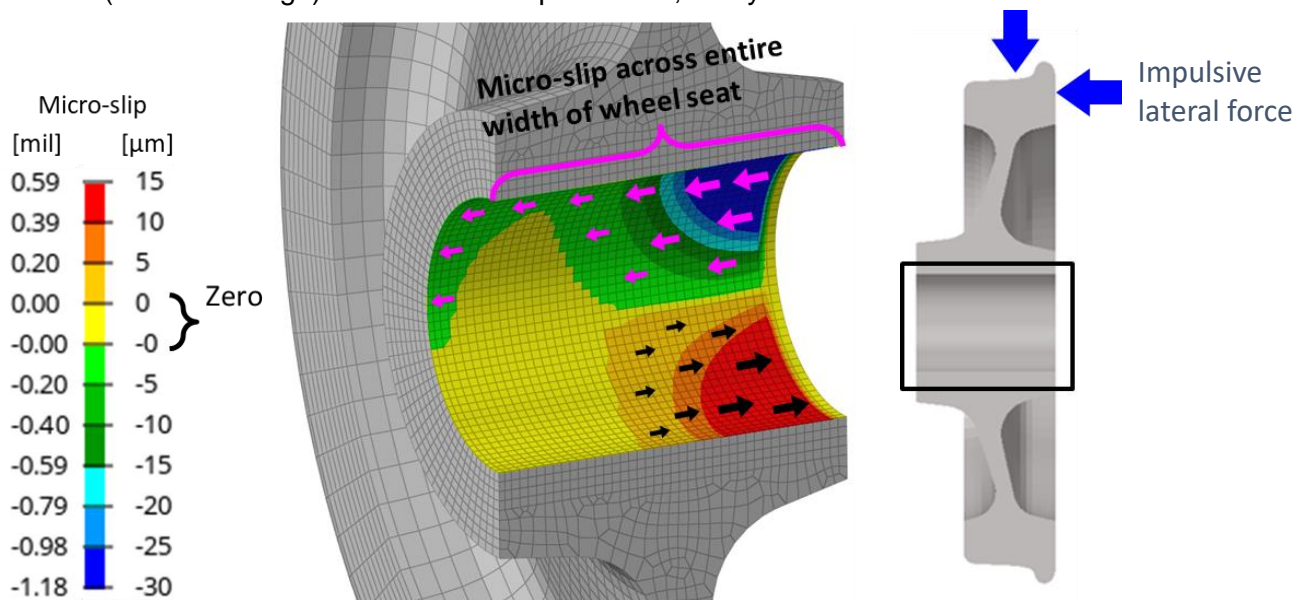 Micro-slip across entire
width of wheel seat
Impulsive
lateral force
Micro-slip
[mil] [µm]
0.59 15
0.39 10
0.20 5
0.00 0
Zero
-0.00 -0
-0.20 -5
-0.40 -10
-0.59 -15
-0.79 -20
-0.98 -25
-1.18 -30